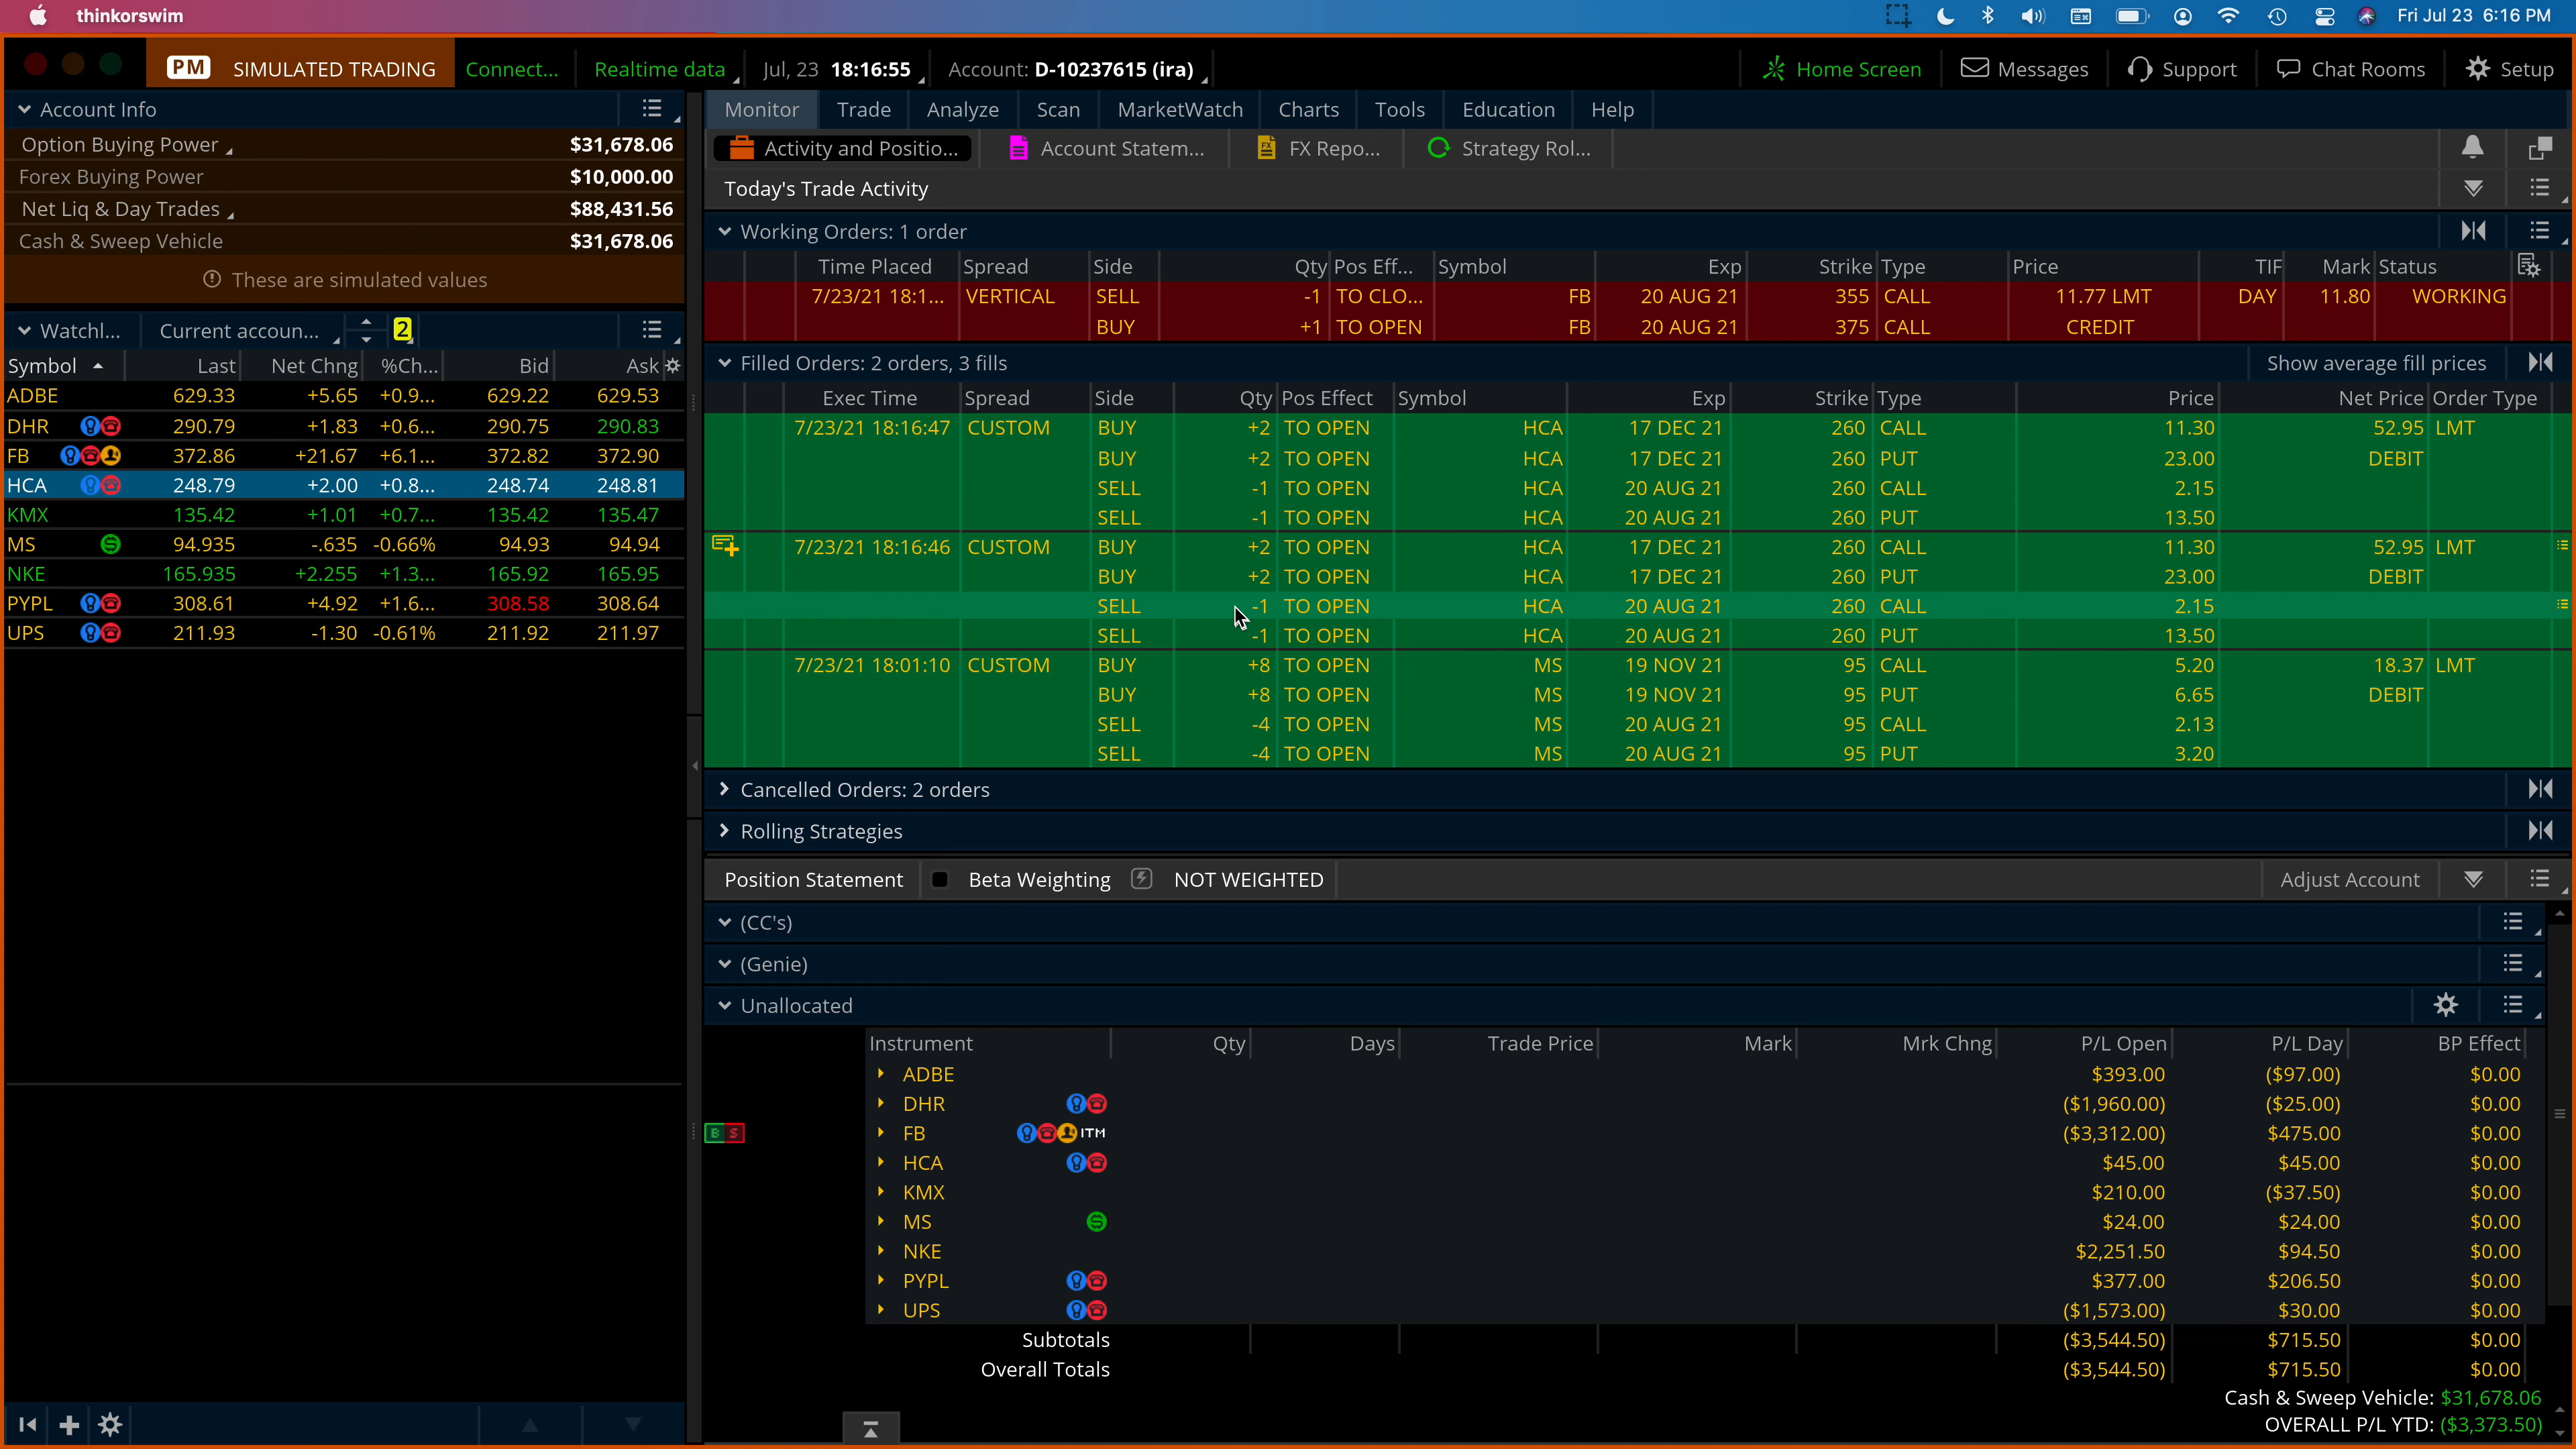 thinkorswim Fri Jul 23 6:16 PM
PM SIMULATED TRADING Connect... Realtime data Jul, 23 18:16:55 Account: D-10237615 (ira) Home Screen Messages Support Chat Rooms Setup
Account Info
Option Buying Power $31,678.06
Forex Buying Power $10,000.00
Net Liq & Day Trades $88,431.56
Cash & Sweep Vehicle $31,678.06
These are simulated values
Watchl... Current accoun... 2
Symbol Last Net Chng %Ch... Bid Ask
ADBE 629.33 +5.65 +0.9... 629.22 629.53
DHR 290.79 +1.83 +0.6... 290.75 290.83
FB 372.86 +21.67 +6.1... 372.82 372.90
HCA 248.79 +2.00 +0.8... 248.74 248.81
KMX 135.42 +1.01 +0.7... 135.42 135.47
MS 94.935 -.635 -0.66% 94.93 94.94
NKE 165.935 +2.255 +1.3... 165.92 165.95
PYPL 308.61 +4.92 +1.6... 308.58 308.64
UPS 211.93 -1.30 -0.61% 211.92 211.97
Monitor Trade Analyze Scan MarketWatch Charts Tools Education Help
Activity and Positio... Account Statem... FX Repo... Strategy Rol...
Today's Trade Activity
Working Orders: 1 order
Time Placed Spread Side Qty Pos Eff... Symbol Exp Strike Type Price TIF Mark Status
7/23/21 18:1... VERTICAL SELL -1 TO CLO... FB 20 AUG 21 355 CALL 11.77 LMT DAY 11.80 WORKING
BUY +1 TO OPEN FB 20 AUG 21 375 CALL CREDIT
Filled Orders: 2 orders, 3 fills Show average fill prices
Exec Time Spread Side Qty Pos Effect Symbol Exp Strike Type Price Net Price Order Type
7/23/21 18:16:47 CUSTOM BUY +2 TO OPEN HCA 17 DEC 21 260 CALL 11.30 52.95 LMT
BUY +2 TO OPEN HCA 17 DEC 21 260 PUT 23.00 DEBIT
SELL -1 TO OPEN HCA 20 AUG 21 260 CALL 2.15
SELL -1 TO OPEN HCA 20 AUG 21 260 PUT 13.50
7/23/21 18:16:46 CUSTOM BUY +2 TO OPEN HCA 17 DEC 21 260 CALL 11.30 52.95 LMT
BUY +2 TO OPEN HCA 17 DEC 21 260 PUT 23.00 DEBIT
SELL -1 TO OPEN HCA 20 AUG 21 260 CALL 2.15
SELL -1 TO OPEN HCA 20 AUG 21 260 PUT 13.50
7/23/21 18:01:10 CUSTOM BUY +8 TO OPEN MS 19 NOV 21 95 CALL 5.20 18.37 LMT
BUY +8 TO OPEN MS 19 NOV 21 95 PUT 6.65 DEBIT
SELL -4 TO OPEN MS 20 AUG 21 95 CALL 2.13
SELL -4 TO OPEN MS 20 AUG 21 95 PUT 3.20
Cancelled Orders: 2 orders
Rolling Strategies
Position Statement Beta Weighting NOT WEIGHTED Adjust Account
(CC's)
(Genie)
Unallocated
Instrument Qty Days Trade Price Mark Mrk Chng P/L Open P/L Day BP Effect
ADBE $393.00 ($97.00) $0.00
DHR ($1,960.00) ($25.00) $0.00
B S FB ITM ($3,312.00) $475.00 $0.00
HCA $45.00 $45.00 $0.00
KMX $210.00 ($37.50) $0.00
MS $24.00 $24.00 $0.00
NKE $2,251.50 $94.50 $0.00
PYPL $377.00 $206.50 $0.00
UPS ($1,573.00) $30.00 $0.00
Subtotals ($3,544.50) $715.50 $0.00
Overall Totals ($3,544.50) $715.50 $0.00
Cash & Sweep Vehicle: $31,678.06
OVERALL P/L YTD: ($3,373.50)